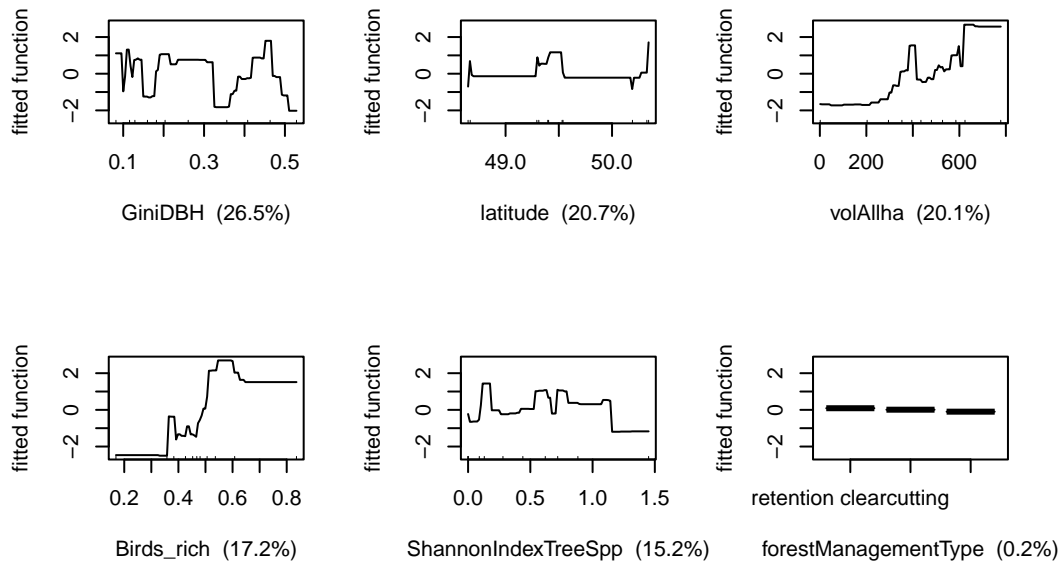 fitted function
2
0
−2
0.1 0.3 0.5
GiniDBH (26.5%)
fitted function
2
0
−2
49.0 50.0
latitude (20.7%)
fitted function
2
0
−2
0 200 600
volAllha (20.1%)
fitted function
2
0
−2
0.2 0.4 0.6 0.8
Birds_rich (17.2%)
fitted function
2
0
−2
0.0 0.5 1.0 1.5
ShannonIndexTreeSpp (15.2%)
fitted function
2
0
−2
retention clearcutting
forestManagementType (0.2%)